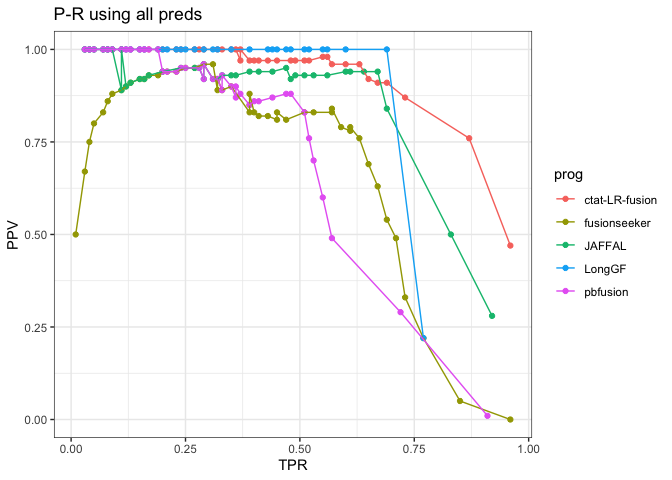 P-R using all preds
1.00
0.75
0.50
0.25
0.00
PPV
0.00
0.25
0.50
0.75
1.00
TPR
prog
ctat-LR-fusion
fusionseeker
JAFFAL
LongGF
pbfusion